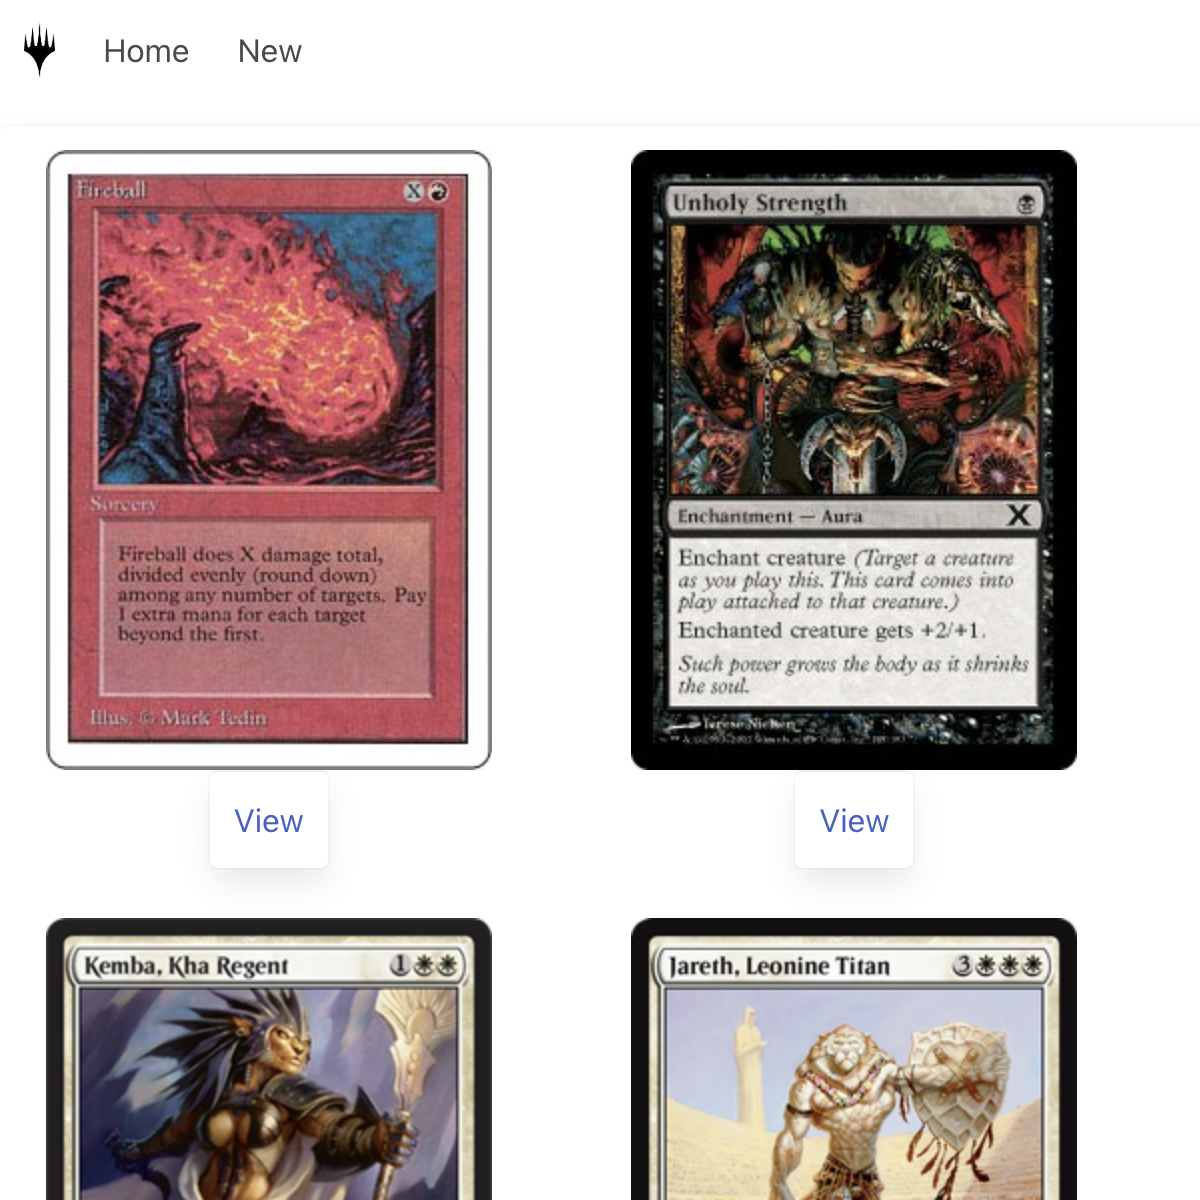 Home New
Fireball X
Sorcery
Fireball does X damage total,
divided evenly (round down)
among any number of targets. Pay
1 extra mana for each target
beyond the first.
Illus. © Mark Tedin
View
Unholy Strength
Enchantment — Aura X
Enchant creature (Target a creature
as you play this. This card comes into
play attached to that creature.)
Enchanted creature gets +2/+1.
Such power grows the body as it shrinks
the soul.
Terese Nielsen
View
Kemba, Kha Regent 1
Jareth, Leonine Titan 3